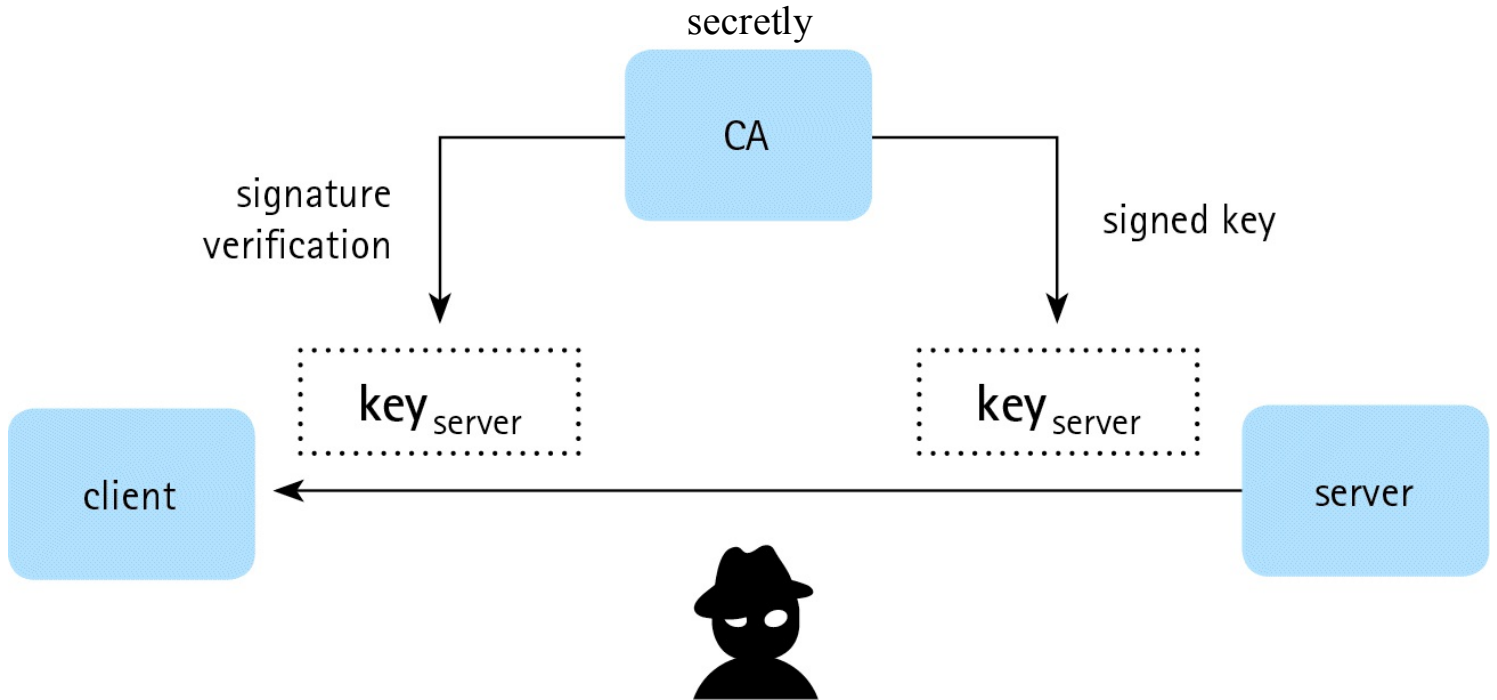 secretly
CA
signature
verification
signed key
key server
key server
client
server